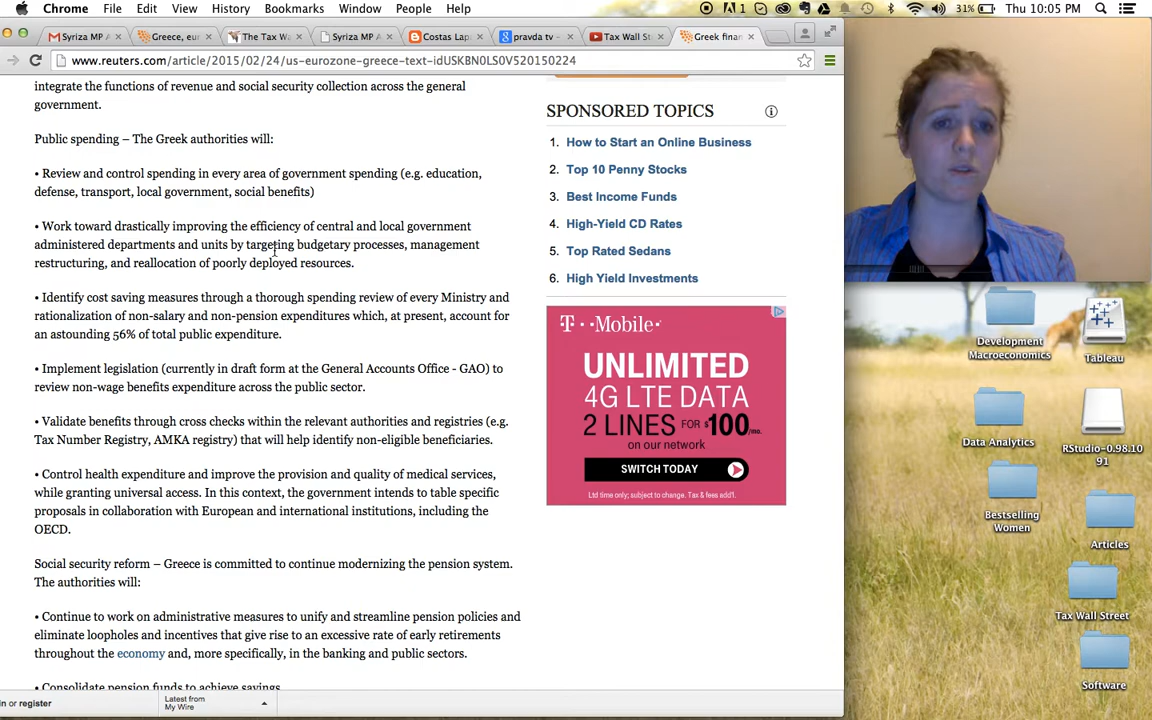 Chrome File Edit View History Bookmarks Window People Help
1 31% Thu 10:05 PM
Syriza MP
Greece, eu
The Tax W
Syriza MP
Costas Lap
pravda tv –
Tax Wall St
Greek finan
www.reuters.com/article/2015/02/24/us-eurozone-greece-text-idUSKBN0LS0V520150224
integrate the functions of revenue and social security collection across the general
government.
Public spending – The Greek authorities will:
• Review and control spending in every area of government spending (e.g. education,
defense, transport, local government, social benefits)
• Work toward drastically improving the efficiency of central and local government
administered departments and units by targeting budgetary processes, management
restructuring, and reallocation of poorly deployed resources.
• Identify cost saving measures through a thorough spending review of every Ministry and
rationalization of non-salary and non-pension expenditures which, at present, account for
an astounding 56% of total public expenditure.
• Implement legislation (currently in draft form at the General Accounts Office - GAO) to
review non-wage benefits expenditure across the public sector.
• Validate benefits through cross checks within the relevant authorities and registries (e.g.
Tax Number Registry, AMKA registry) that will help identify non-eligible beneficiaries.
• Control health expenditure and improve the provision and quality of medical services,
while granting universal access. In this context, the government intends to table specific
proposals in collaboration with European and international institutions, including the
OECD.
Social security reform – Greece is committed to continue modernizing the pension system.
The authorities will:
• Continue to work on administrative measures to unify and streamline pension policies and
eliminate loopholes and incentives that give rise to an excessive rate of early retirements
throughout the economy and, more specifically, in the banking and public sectors.
• Consolidate pension funds to achieve savings
in or register
Latest from
My Wire
SPONSORED TOPICS
1. How to Start an Online Business
2. Top 10 Penny Stocks
3. Best Income Funds
4. High-Yield CD Rates
5. Top Rated Sedans
6. High Yield Investments
T··Mobile·
UNLIMITED
4G LTE DATA
2 LINES FOR $100/mo.
on our network
SWITCH TODAY
Ltd time only; subject to change. Tax & fees add'l.
Development
Macroeconomics
Tableau
Data Analytics
RStudio-0.98.10
91
Bestselling
Women
Articles
Tax Wall Street
Software